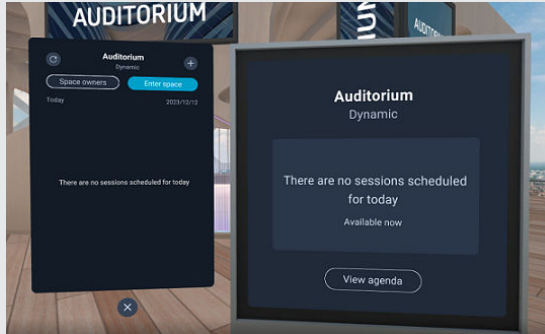 AUDITORIUM
Auditorium
Dynamic
Space owners
Enter space
Today
2023/12/12
There are no sessions scheduled for today
Auditorium
Dynamic
There are no sessions scheduled
for today
Available now
View agenda